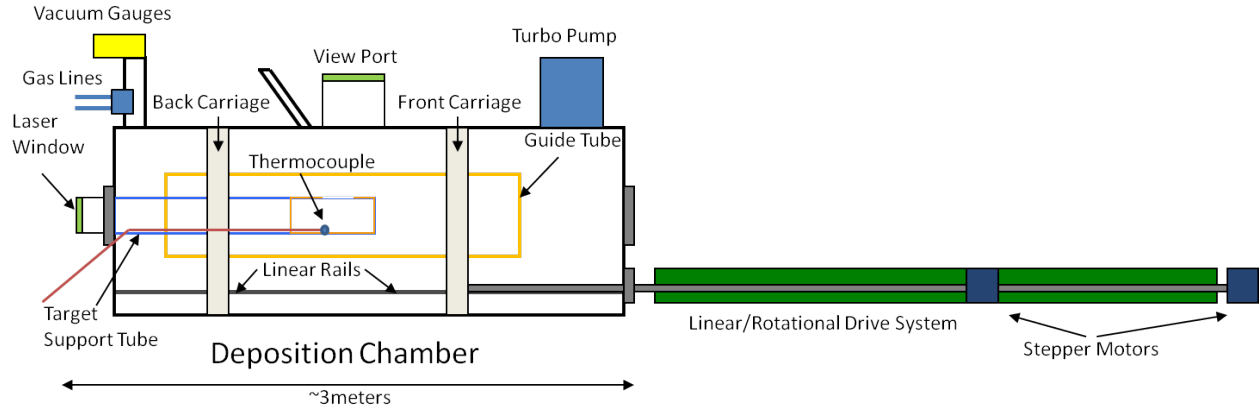 Vacuum Gauges
Turbo Pump
View Port
Gas Lines
Back Carriage
Front Carriage
Laser
Window
Guide Tube
Thermocouple
Linear Rails
Target
Support Tube
Linear/Rotational Drive System
Stepper Motors
Deposition Chamber
~3meters